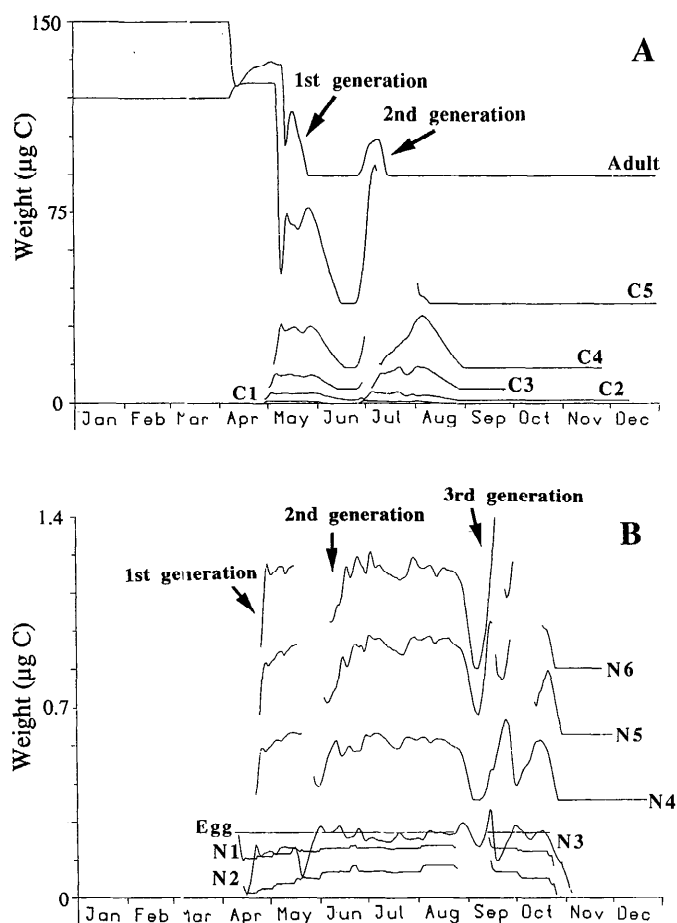 150
A
1st generation
2nd generation
Adult
Weight (µg C)
75
C5
C4
C3
C2
C1
0
Jan Feb Mar Apr May Jun Jul Aug Sep Oct Nov Dec
3rd generation
1.4
2nd generation
B
1st generation
Weight (µg C)
N6
0.7
N5
N4
Egg
N3
N1
N2
0
Jan Feb Mar Apr May Jun Jul Aug Sep Oct Nov Dec